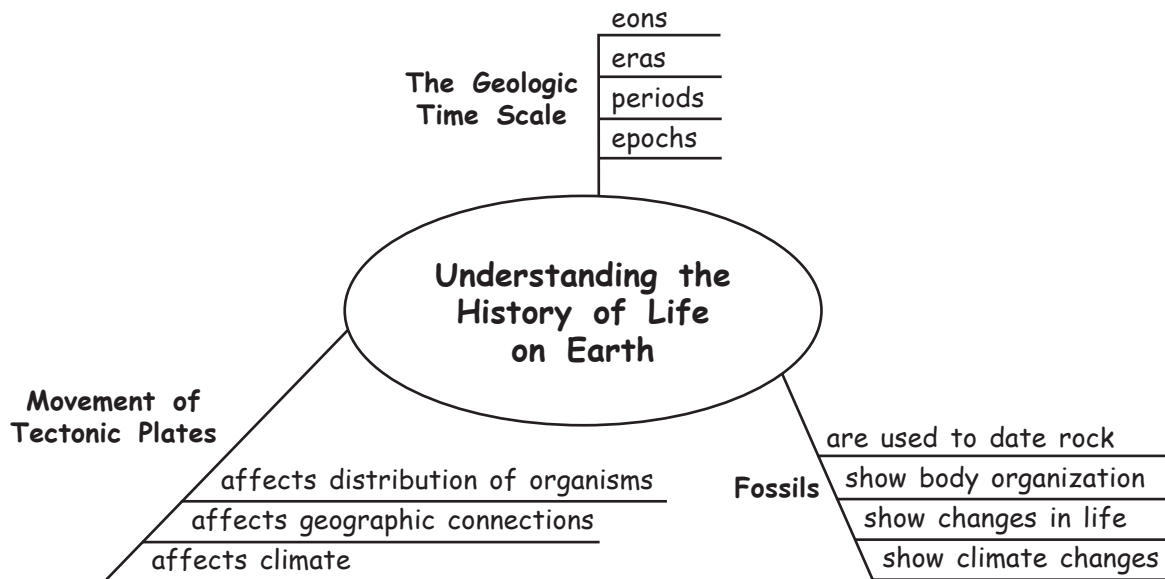 eons
eras
periods
epochs
The Geologic
Time Scale
Understanding the
History of Life
on Earth
Movement of
Tectonic Plates
affects distribution of organisms
affects geographic connections
affects climate
Fossils
are used to date rock
show body organization
show changes in life
show climate changes